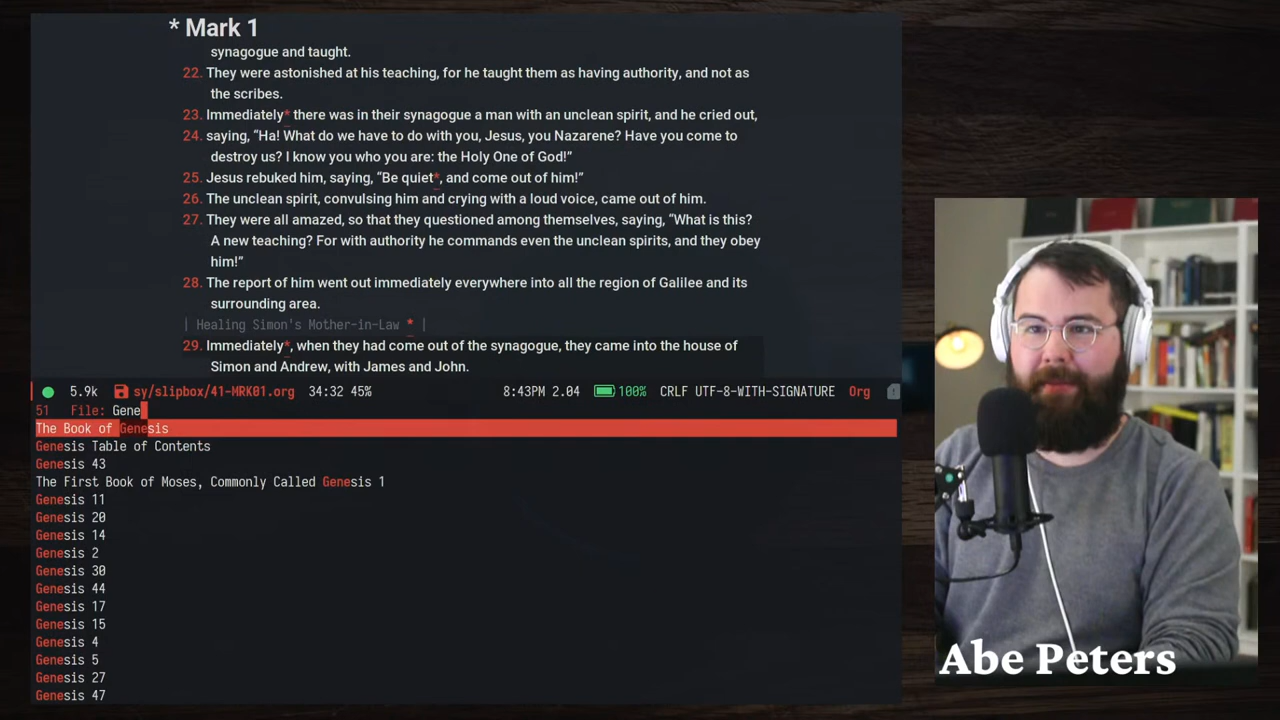 * Mark 1
synagogue and taught.
22. They were astonished at his teaching, for he taught them as having authority, and not as
the scribes.
23. Immediately* there was in their synagogue a man with an unclean spirit, and he cried out,
24. saying, “Ha! What do we have to do with you, Jesus, you Nazarene? Have you come to
destroy us? I know you who you are: the Holy One of God!”
25. Jesus rebuked him, saying, “Be quiet*, and come out of him!”
26. The unclean spirit, convulsing him and crying with a loud voice, came out of him.
27. They were all amazed, so that they questioned among themselves, saying, “What is this?
A new teaching? For with authority he commands even the unclean spirits, and they obey
him!”
28. The report of him went out immediately everywhere into all the region of Galilee and its
surrounding area.
| Healing Simon's Mother-in-Law * |
29. Immediately*, when they had come out of the synagogue, they came into the house of
Simon and Andrew, with James and John.
5.9k sy/slipbox/41-MRK01.org 34:32 45% 8:43PM 2.04 100% CRLF UTF-8-WITH-SIGNATURE Org
51 File: Gene
The Book of Genesis
Genesis Table of Contents
Genesis 43
The First Book of Moses, Commonly Called Genesis 1
Genesis 11
Genesis 20
Genesis 14
Genesis 2
Genesis 30
Genesis 44
Genesis 17
Genesis 15
Genesis 4
Genesis 5
Genesis 27
Genesis 47
Abe Peters